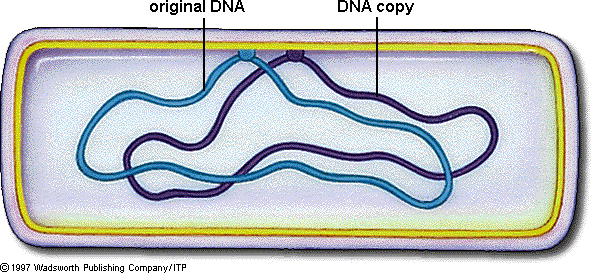 original DNA
DNA copy
© 1997 Wadsworth Publishing Company/ITP